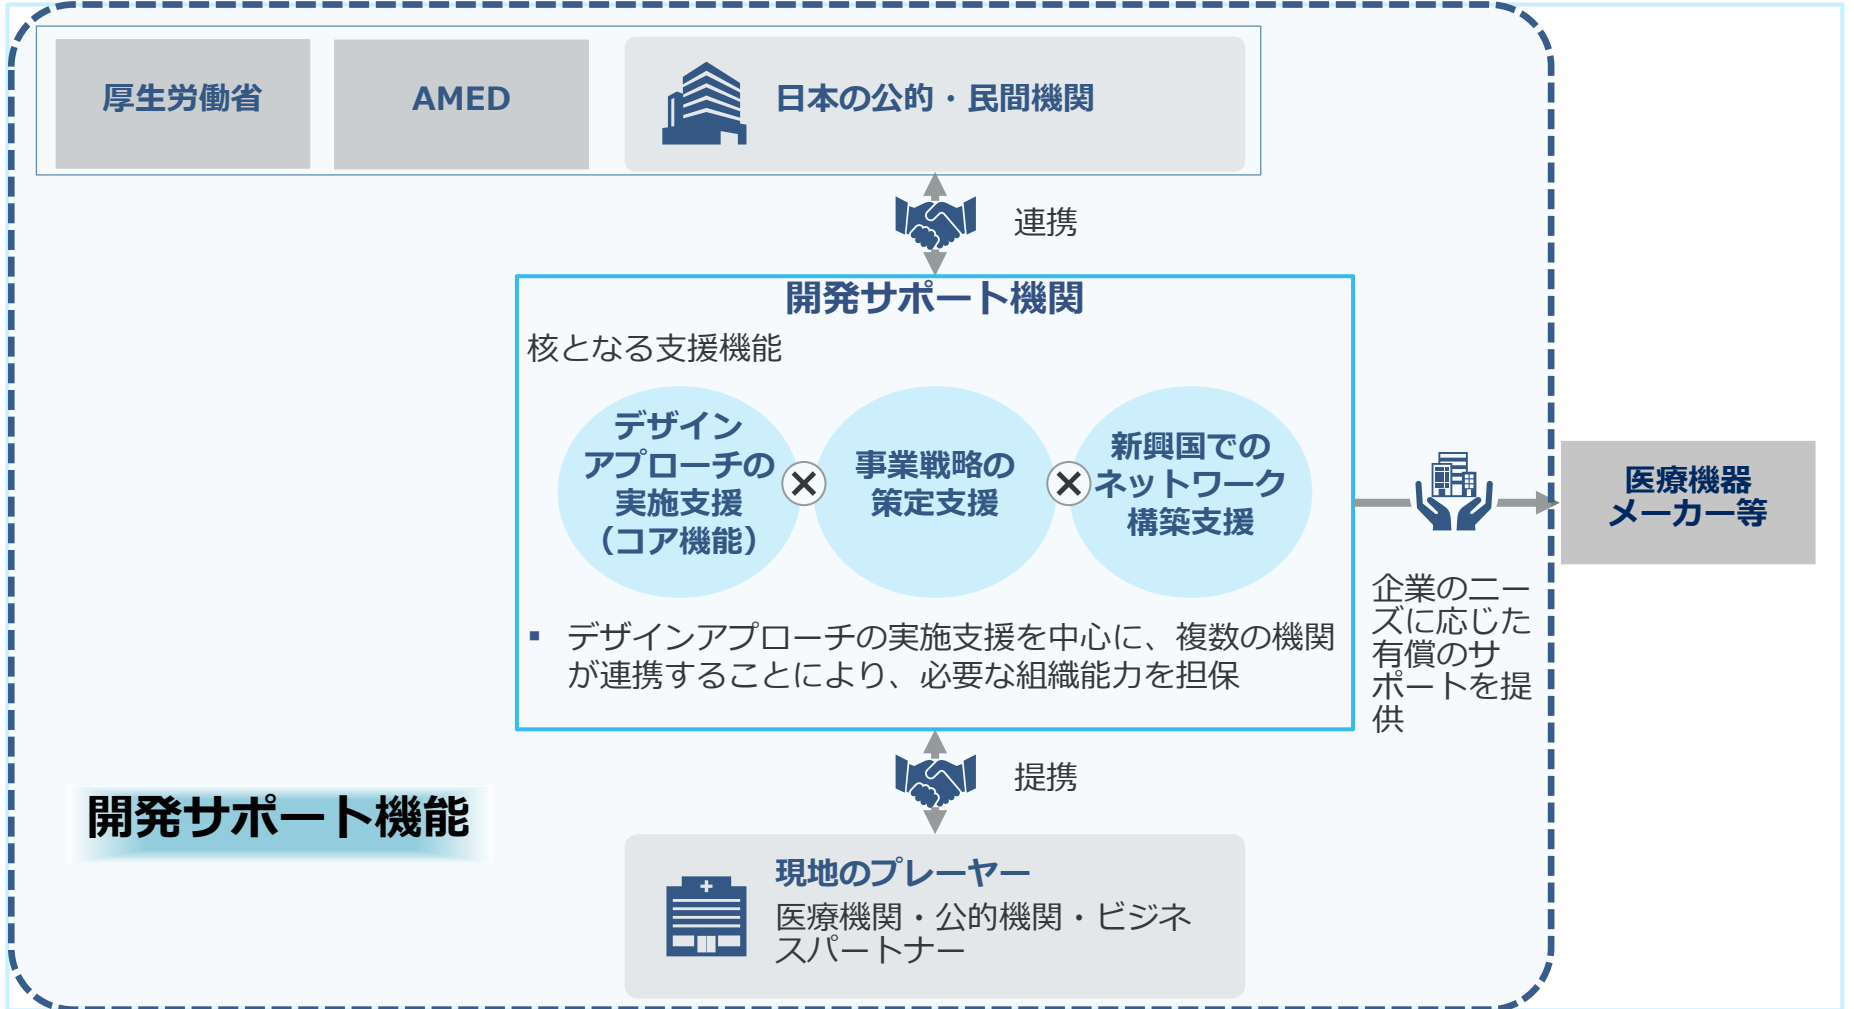 厚生労働省
AMED
日本の公的・民間機関
連携
開発サポート機関
核となる支援機能
デザイン
アプローチの
実施支援
（コア機能）
事業戦略の
策定支援
新興国での
ネットワーク
構築支援
医療機器
メーカー等
企業のニー
ズに応じた
有償のサ
ポートを提
供
▪ デザインアプローチの実施支援を中心に、複数の機関
が連携することにより、必要な組織能力を担保
提携
開発サポート機能
現地のプレーヤー
医療機関・公的機関・ビジネ
スパートナー